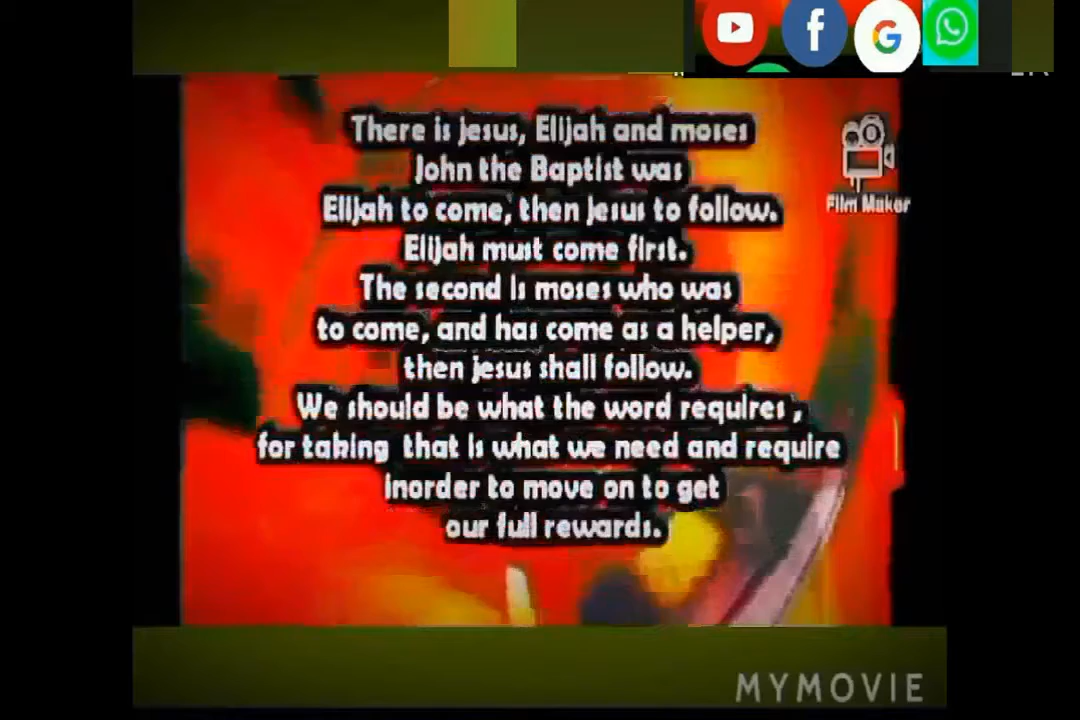 There is jesus, Elijah and moses
John the Baptist was
Elijah to come, then Jesus to follow.
Elijah must come first.
The second is moses who was
to come, and has come as a helper,
then jesus shall follow.
We should be what the word requires ,
for taking that is what we need and require
inorder to move on to get
our full rewards.
Film Maker
MYMOVIE